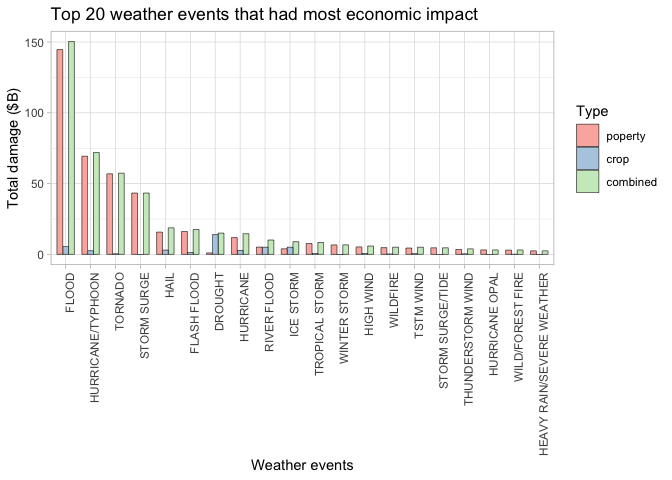 Top 20 weather events that had most economic impact
Total damage ($B)
150
100
50
0
FLOOD
HURRICANE/TYPHOON
TORNADO
STORM SURGE
HAIL
FLASH FLOOD
DROUGHT
HURRICANE
RIVER FLOOD
ICE STORM
TROPICAL STORM
WINTER STORM
HIGH WIND
WILDFIRE
TSTM WIND
STORM SURGE/TIDE
THUNDERSTORM WIND
HURRICANE OPAL
WILD/FOREST FIRE
HEAVY RAIN/SEVERE WEATHER
Weather events
Type
poperty
crop
combined